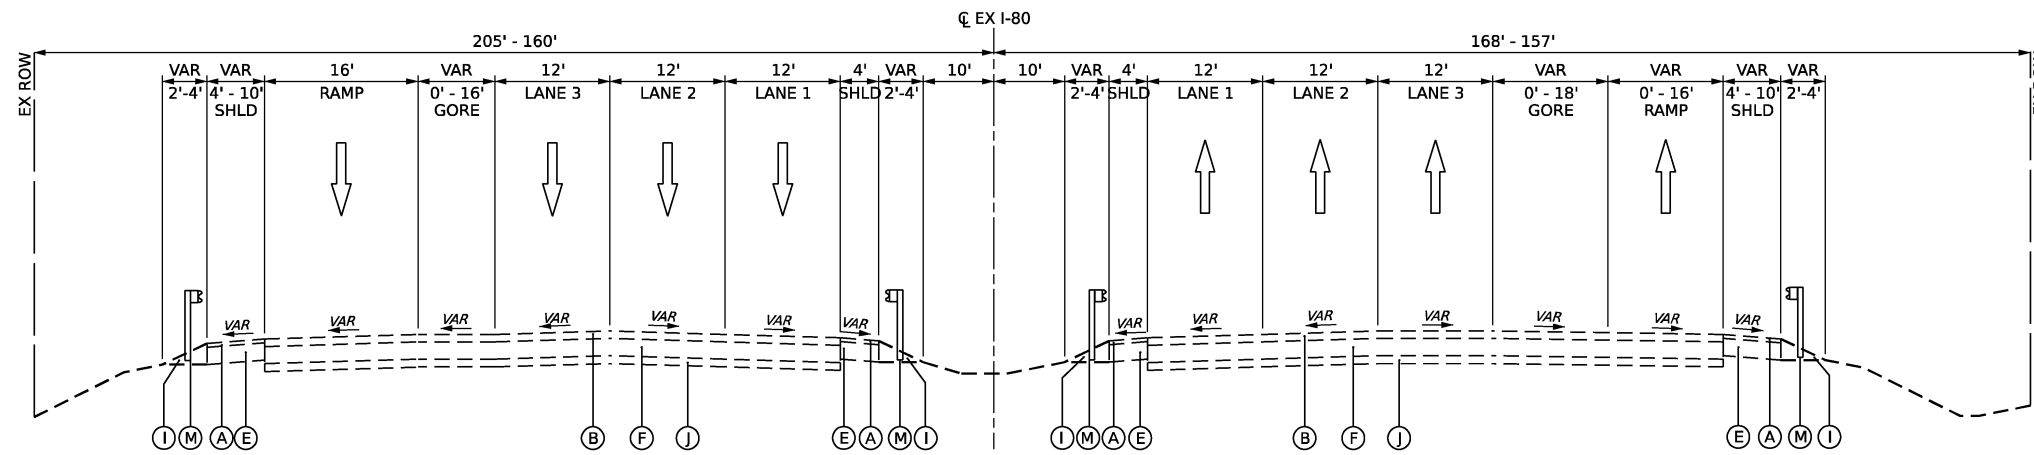 ℄ EX I-80
205' - 160' 168' - 157'
EX ROW
VAR VAR 16' VAR 12' 12' 12' 4' VAR 10' 10' VAR 4' 12' 12' 12' VAR VAR VAR VAR
2'-4' 4' - 10' RAMP 0' - 16' LANE 3 LANE 2 LANE 1 SHLD 2'-4' 2'-4' SHLD LANE 1 LANE 2 LANE 3 0' - 18' 0' - 16' 4' - 10' 2'-4'
SHLD GORE GORE RAMP SHLD
VAR VAR VAR VAR VAR VAR VAR VAR VAR VAR VAR VAR VAR VAR
I M A E B F J E A M I I M A E B F J E A M I